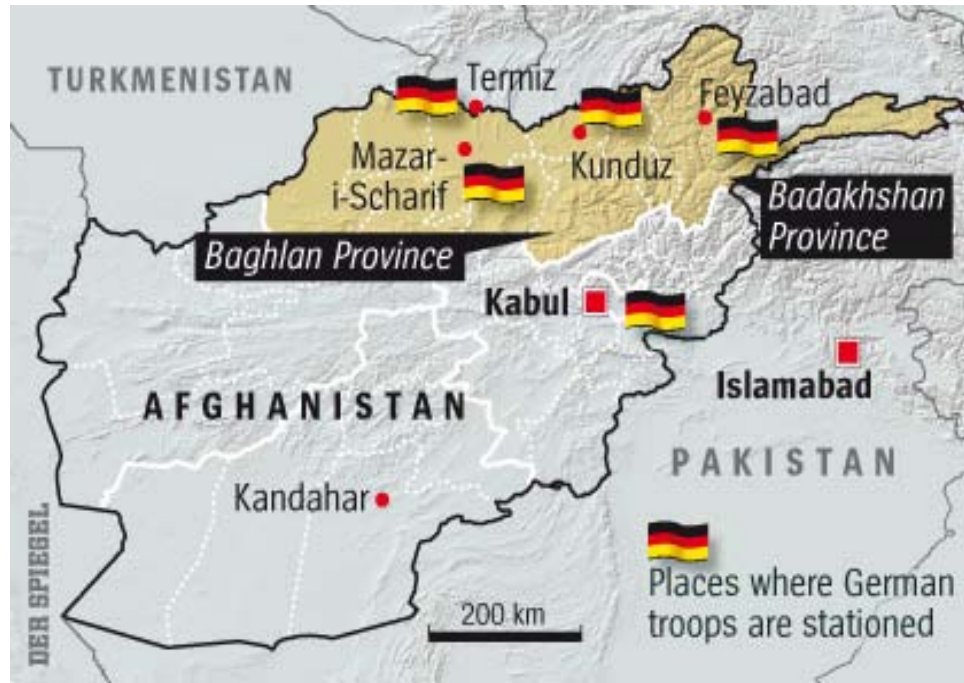 TURKMENISTAN
Termiz
Feyzabad
Mazar-
i-Scharif
Kunduz
Badakhshan
Province
Baghlan Province
Kabul
Islamabad
AFGHANISTAN
PAKISTAN
Kandahar
Places where German
troops are stationed
200 km
DER SPIEGEL